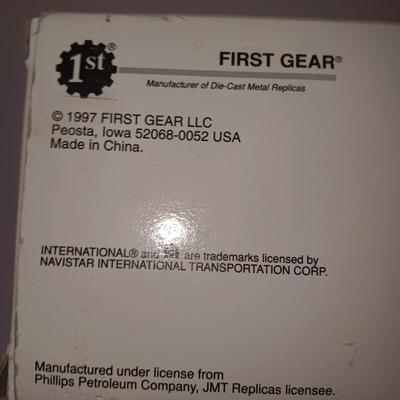 1st®
FIRST GEAR®
Manufacturer of Die-Cast Metal Replicas
© 1997 FIRST GEAR LLC
Peosta, Iowa 52068-0052 USA
Made in China.
INTERNATIONAL® and are trademarks licensed by
NAVISTAR INTERNATIONAL TRANSPORTATION CORP.
Manufactured under license from
Phillips Petroleum Company, JMT Replicas licensee.